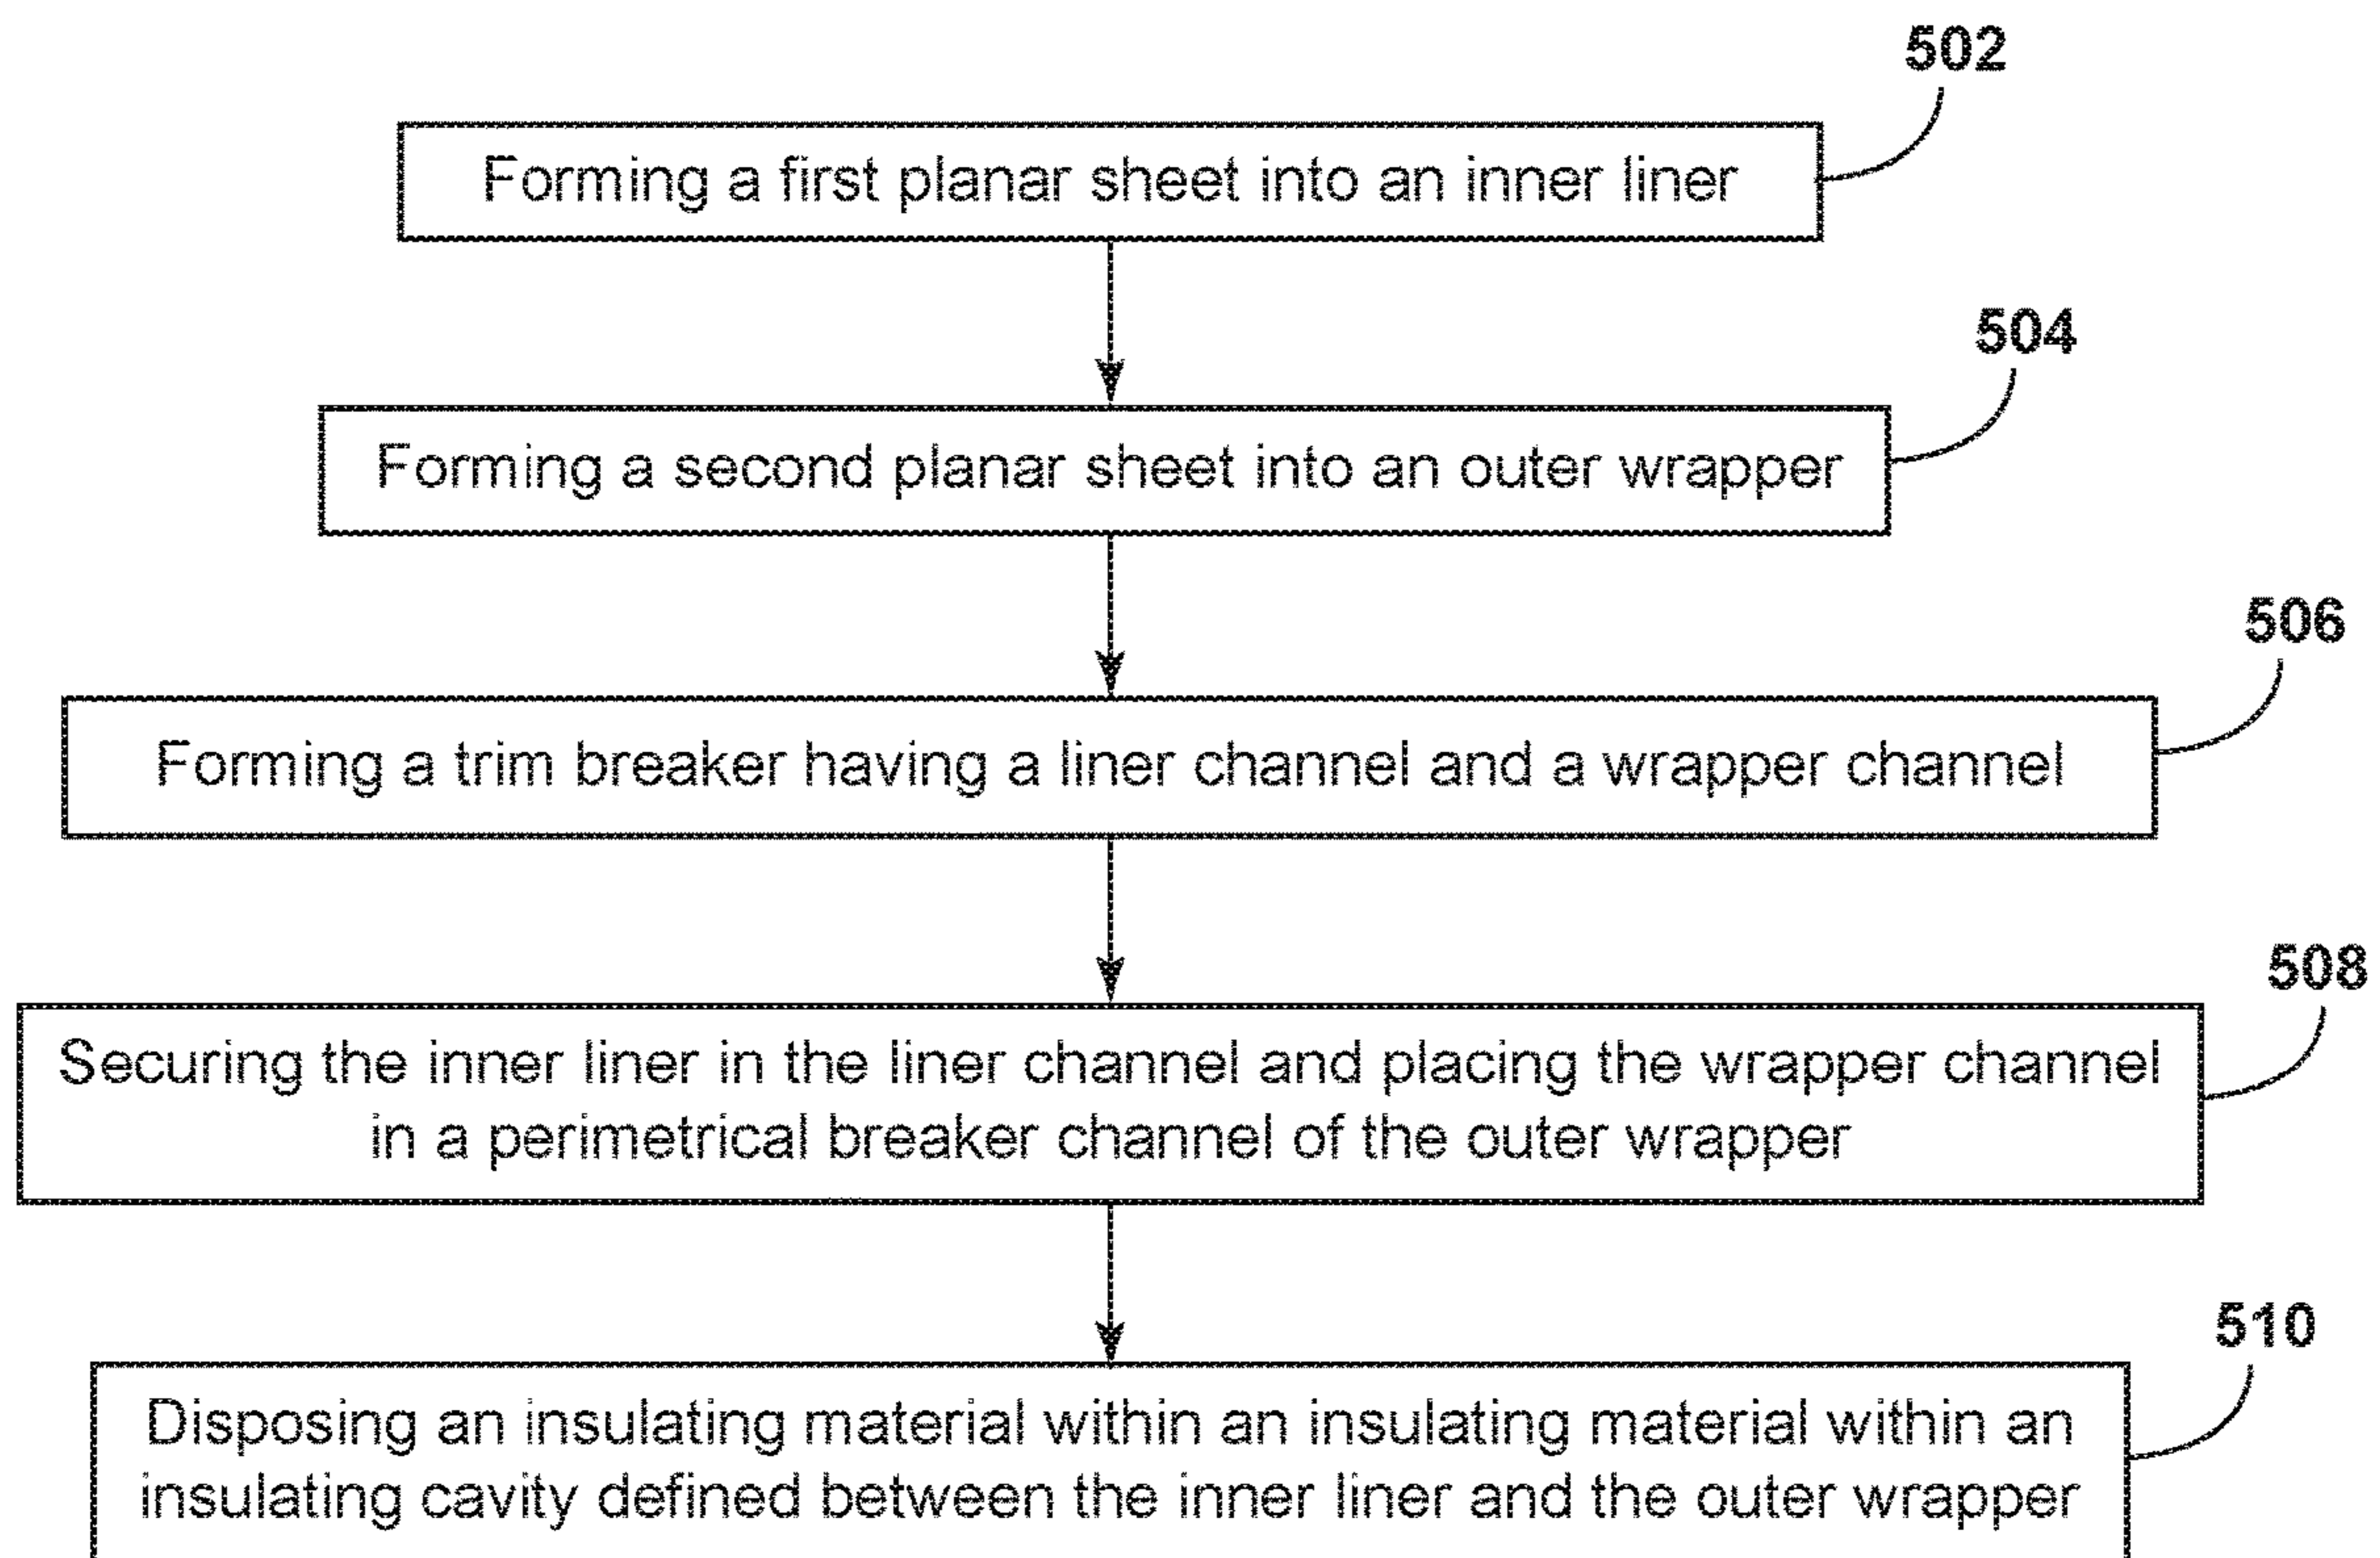 502
Forming a first planar sheet into an inner liner
504
Forming a second planar sheet into an outer wrapper
506
Forming a trim breaker having a liner channel and a wrapper channel
508
Securing the inner liner in the liner channel and placing the wrapper channel
in a perimetrical breaker channel of the outer wrapper
510
Disposing an insulating material within an insulating material within an
insulating cavity defined between the inner liner and the outer wrapper